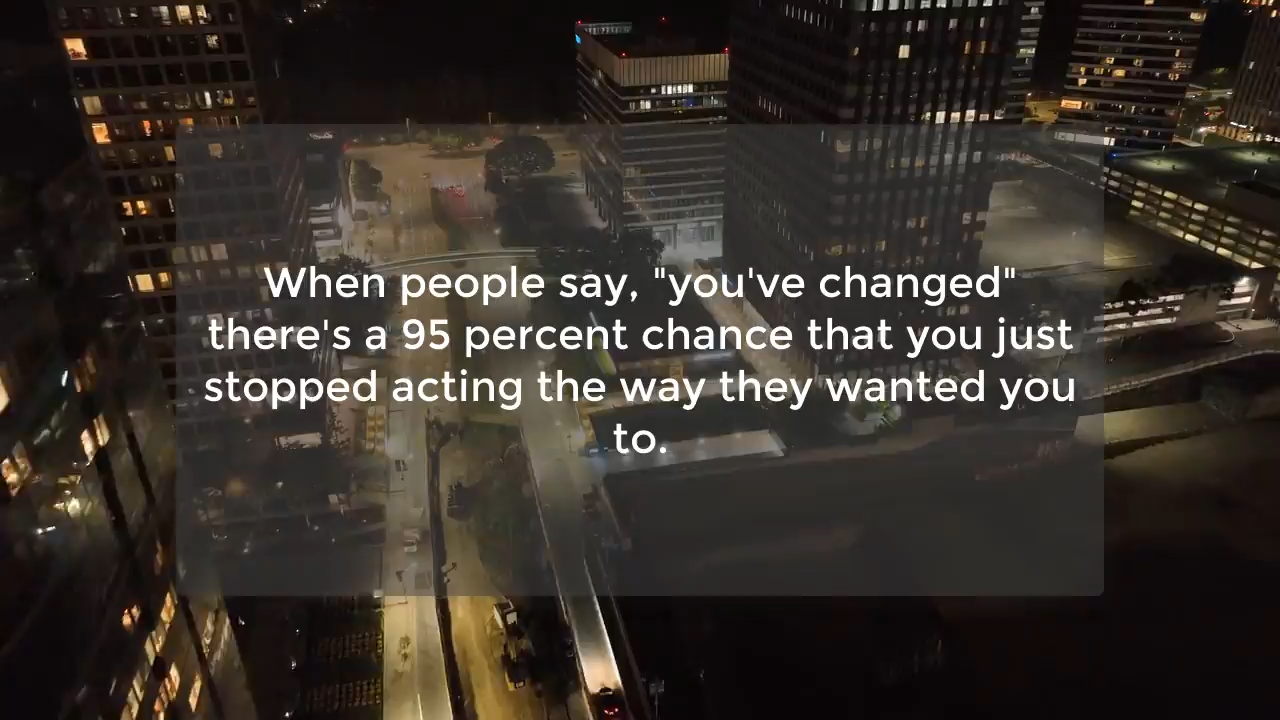 When people say, "you've changed"
there's a 95 percent chance that you just
stopped acting the way they wanted you
to.